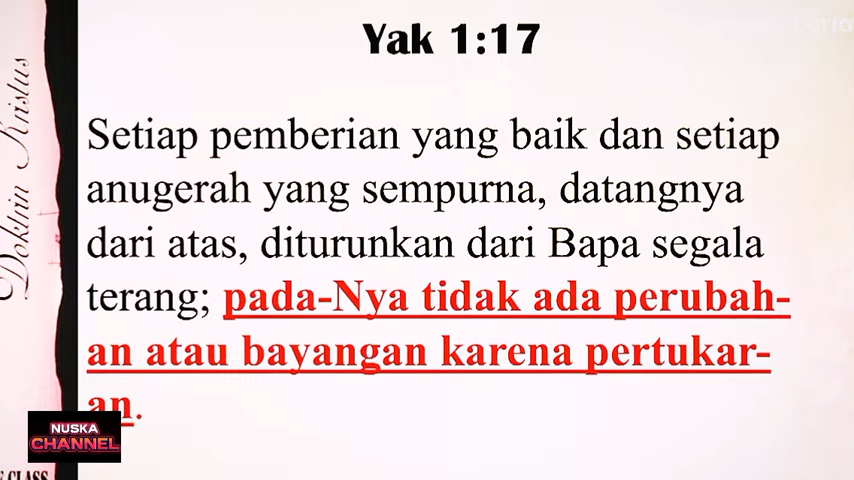 Yak 1:17
Setiap pemberian yang baik dan setiap
anugerah yang sempurna, datangnya
dari atas, diturunkan dari Bapa segala
terang; pada-Nya tidak ada perubah-
an atau bayangan karena pertukar-
an.
Doktrin Kristus
NUSKA
CHANNEL
CLASS